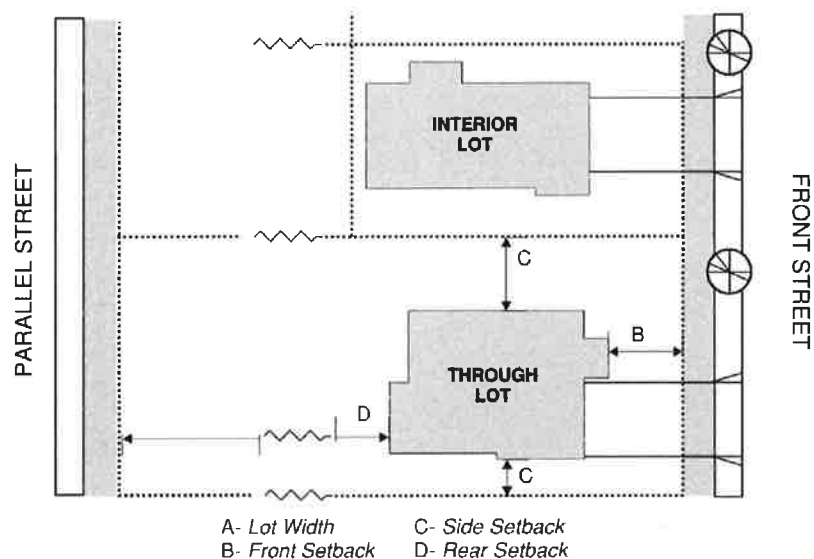 INTERIOR
LOT
PARALLEL STREET
FRONT STREET
C
B
THROUGH
LOT
D
C
A- Lot Width C- Side Setback
B- Front Setback D- Rear Setback